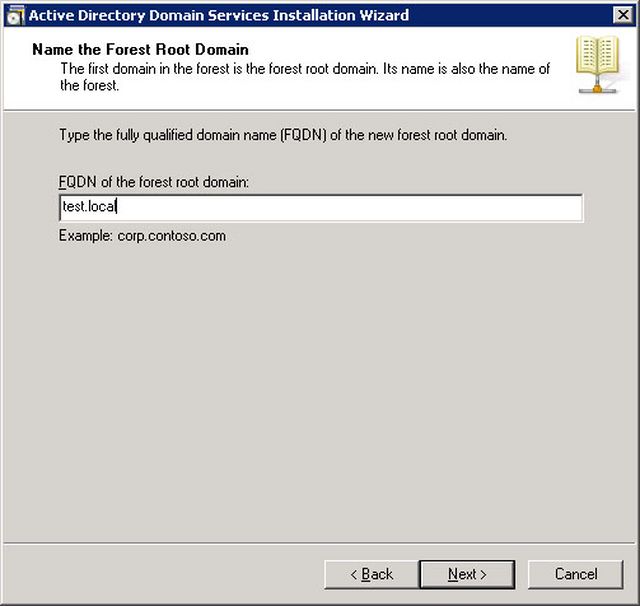 Active Directory Domain Services Installation Wizard
Name the Forest Root Domain
The first domain in the forest is the forest root domain. Its name is also the name of
the forest.
Type the fully qualified domain name (FQDN) of the new forest root domain.
FQDN of the forest root domain:
test.local
Example: corp.contoso.com
< Back
Next >
Cancel